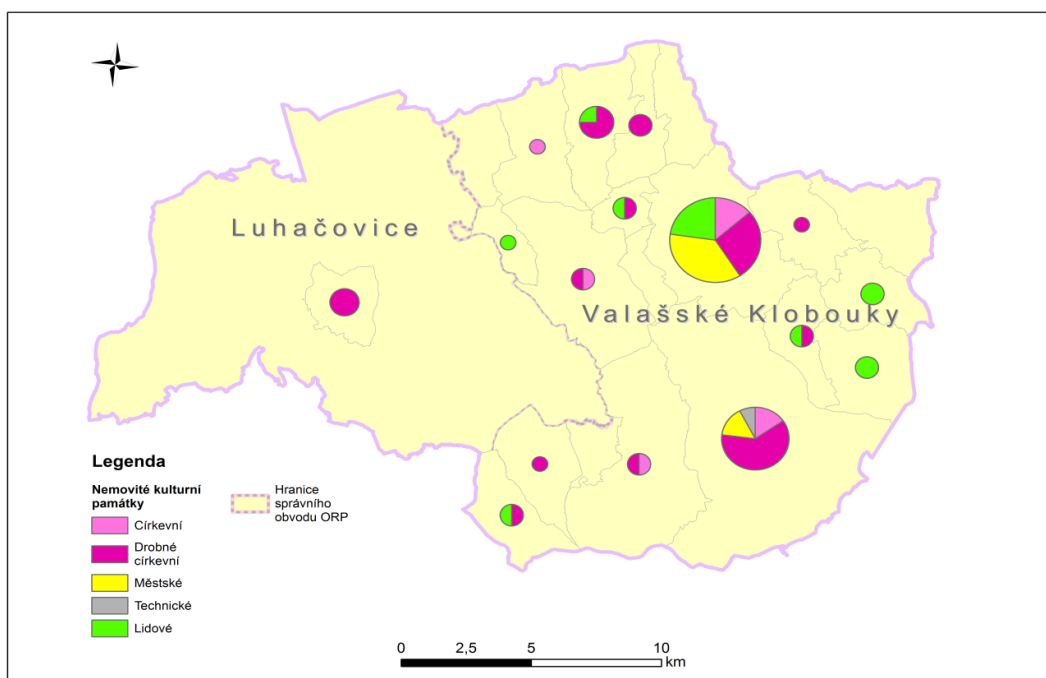 Luhačovice
Valašské Klobouky
Legenda
Nemovité kulturní
památky
Církevní
Drobné
církevní
Městské
Technické
Lidové
Hranice
správního
obvodu ORP
0 2,5 5 10
km